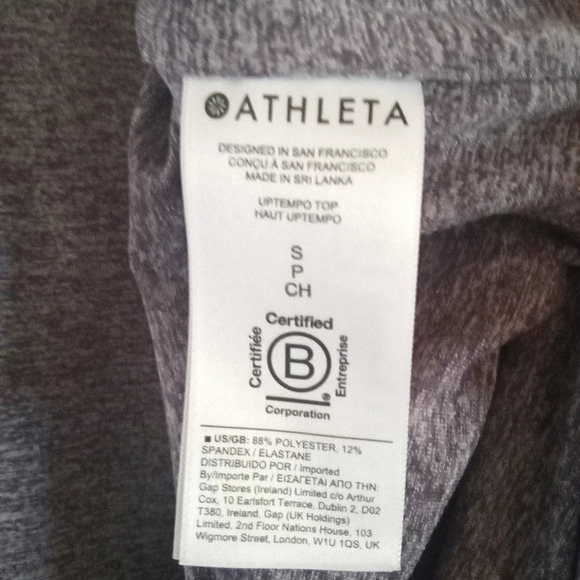 ATHLETA
DESIGNED IN SAN FRANCISCO
CONÇU À SAN FRANCISCO
MADE IN SRI LANKA
UPTEMPO TOP
HAUT UPTEMPO
S
P
CH
Certified
Certifiée
B
Entreprise
®
Corporation
■ US/GB: 88% POLYESTER, 12%
SPANDEX / ELASTANE
DISTRIBUIDO POR / Imported
By/Importe Par / ΕΙΣΑΓΕΤΑΙ ΑΠΟ ΤΗΝ:
Gap Stores (Ireland) Limited c/o Arthur
Cox, 10 Earlsfort Terrace, Dublin 2, D02
T380, Ireland, Gap (UK Holdings)
Limited, 2nd Floor Nations House, 103
Wigmore Street, London, W1U 1QS, UK